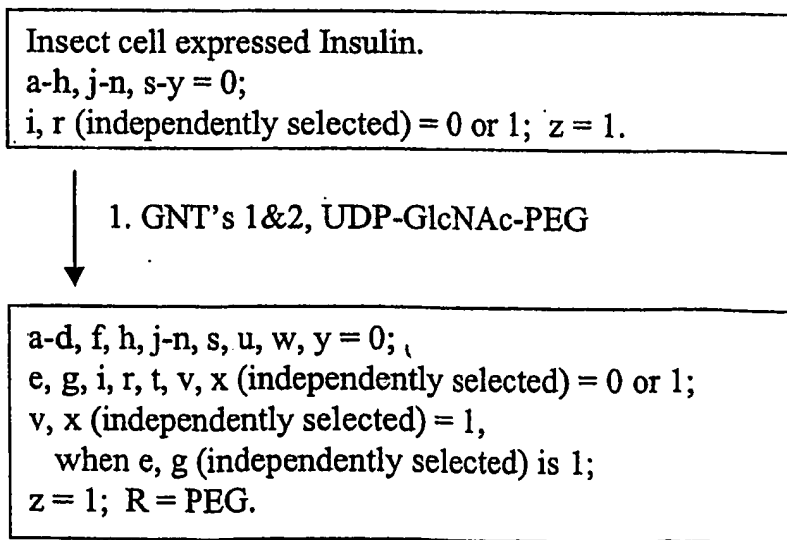 Insect cell expressed Insulin.
a-h, j-n, s-y = 0;
i, r (independently selected) = 0 or 1; z = 1.
1. GNT's 1&2, UDP-GlcNAc-PEG
a-d, f, h, j-n, s, u, w, y = 0;
e, g, i, r, t, v, x (independently selected) = 0 or 1;
v, x (independently selected) = 1,
when e, g (independently selected) is 1;
z = 1; R = PEG.